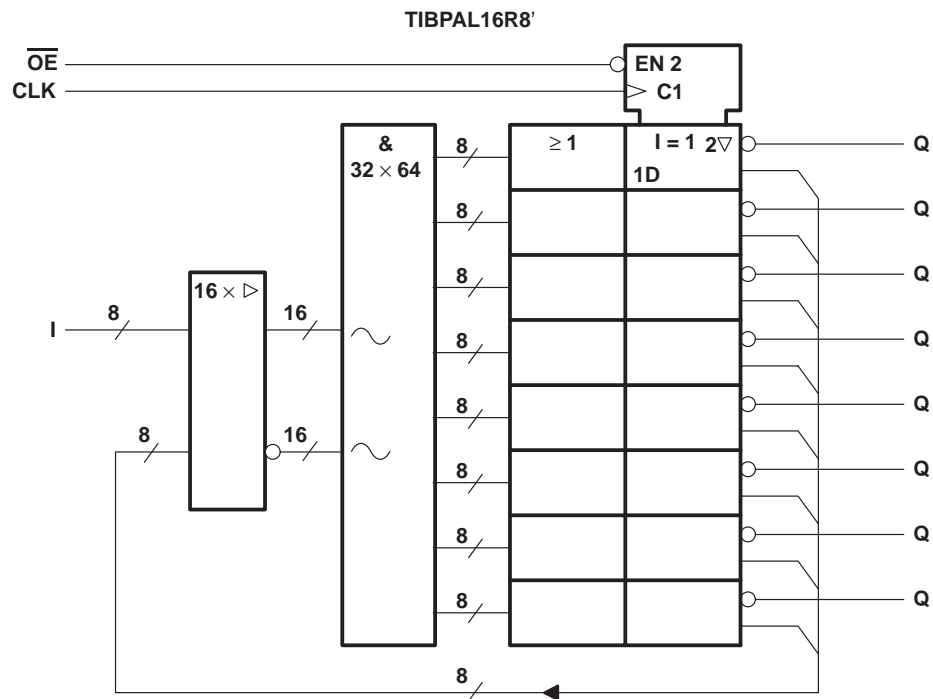 TIBPAL16R8’
OE
EN 2
CLK
C1
&
32 × 64
8
≥ 1
I = 1 2▽
1D
Q
8
Q
8
Q
16 × ▷
I
8
16
8
Q
8
Q
8
16
8
Q
8
Q
8
Q
8